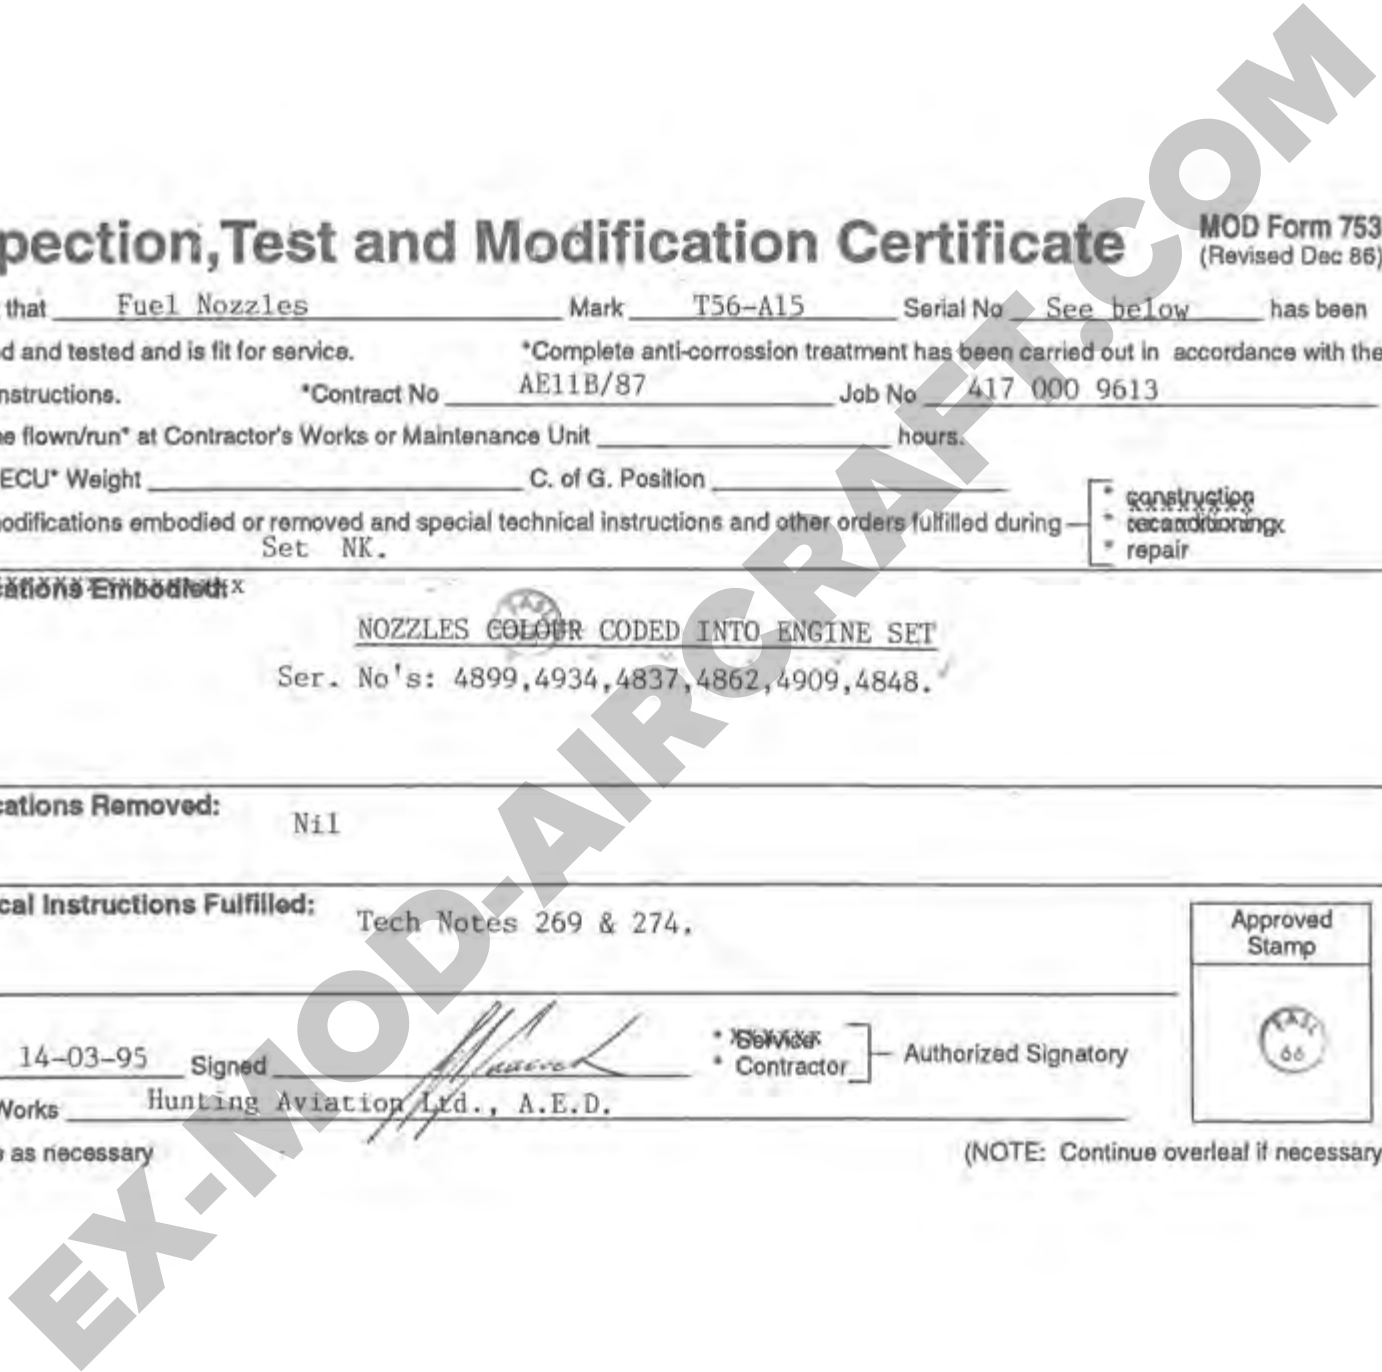 pection,Test and Modification Certificate
MOD Form 753
(Revised Dec 86)
that Fuel Nozzles Mark T56-A15 Serial No See below has been
d and tested and is fit for service. *Complete anti-corrossion treatment has been carried out in accordance with the
nstructions. *Contract No AE11B/87 Job No 417 000 9613
e flown/run* at Contractor's Works or Maintenance Unit hours.
ECU* Weight C. of G. Position
* construction
odifications embodied or removed and special technical instructions and other orders fulfilled during
* reconditioning
* repair
Set NK.
ations Embodied:
NOZZLES COLOUR CODED INTO ENGINE SET
Ser. No's: 4899,4934,4837,4862,4909,4848.
cations Removed:
Nil
cal Instructions Fulfilled:
Tech Notes 269 & 274.
Approved
Stamp
66
14-03-95 Signed
* Service
* Contractor
Authorized Signatory
Works Hunting Aviation Ltd., A.E.D.
as necessary
(NOTE: Continue overleaf if necessary
EX-MOD-AIRCRAFT.COM